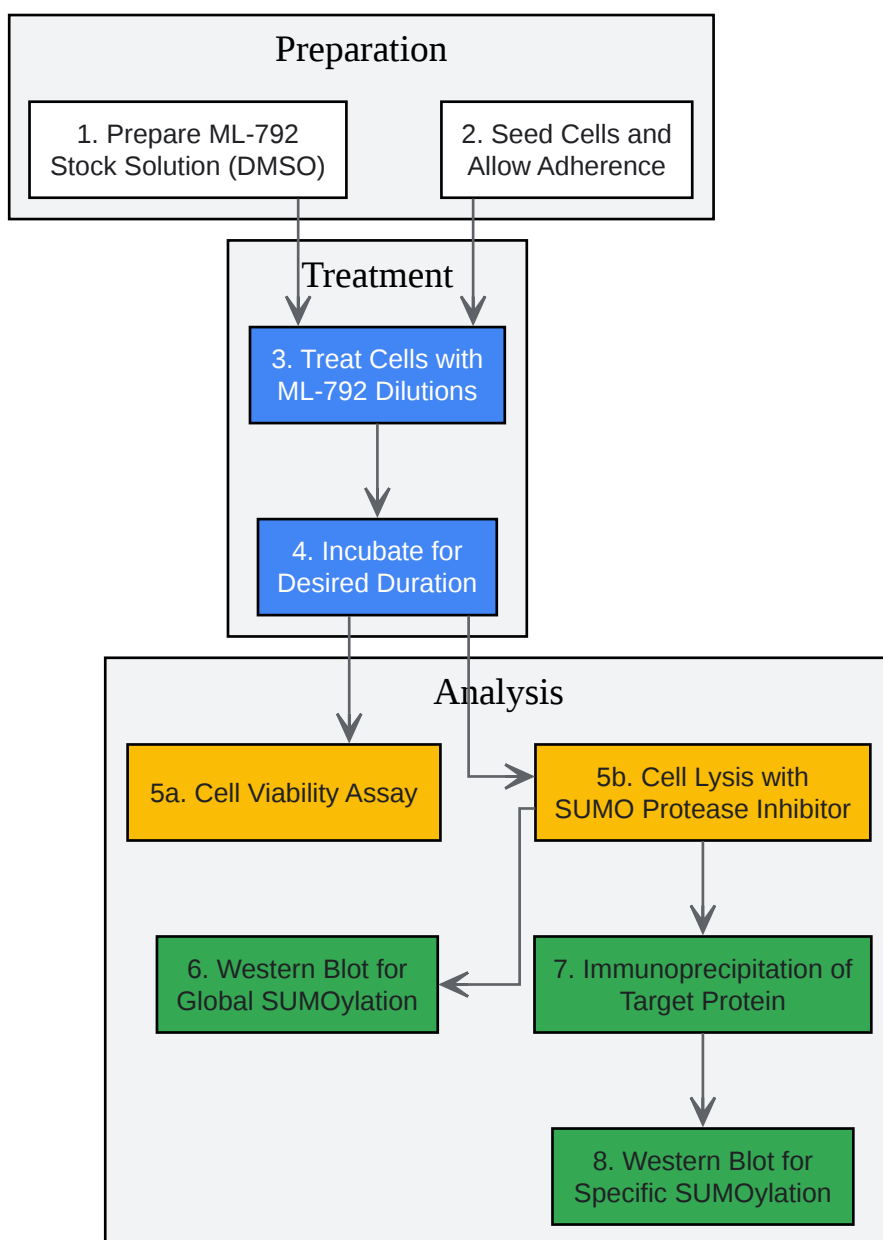 Preparation
1. Prepare ML-792
Stock Solution (DMSO)
2. Seed Cells and
Allow Adherence
Treatment
3. Treat Cells with
ML-792 Dilutions
4. Incubate for
Desired Duration
Analysis
5a. Cell Viability Assay
5b. Cell Lysis with
SUMO Protease Inhibitor
6. Western Blot for
Global SUMOylation
7. Immunoprecipitation of
Target Protein
8. Western Blot for
Specific SUMOylation